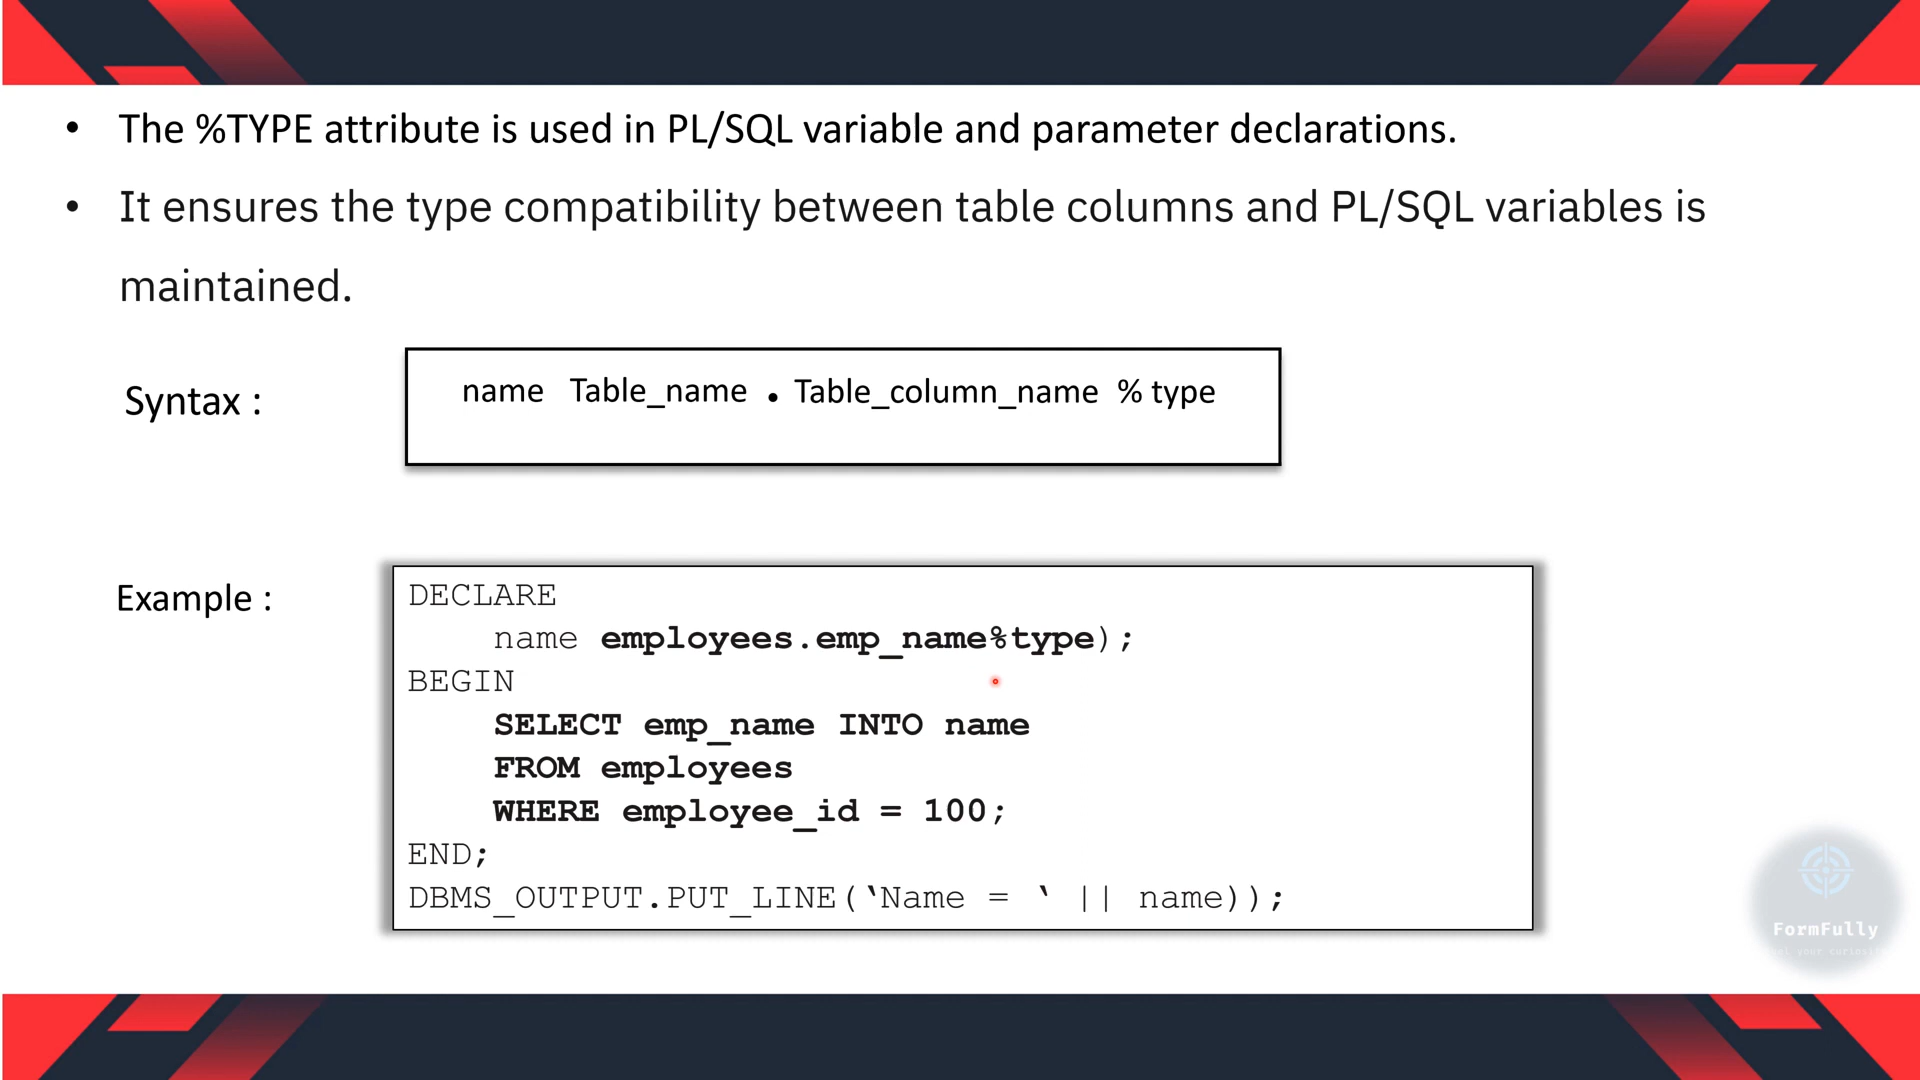 • The %TYPE attribute is used in PL/SQL variable and parameter declarations.
• It ensures the type compatibility between table columns and PL/SQL variables is
maintained.
Syntax :
name Table_name . Table_column_name % type
Example :
DECLARE
name employees.emp_name%type);
BEGIN
SELECT emp_name INTO name
FROM employees
WHERE employee_id = 100;
END;
DBMS_OUTPUT.PUT_LINE(‘Name = ‘ || name));
FormFully
your